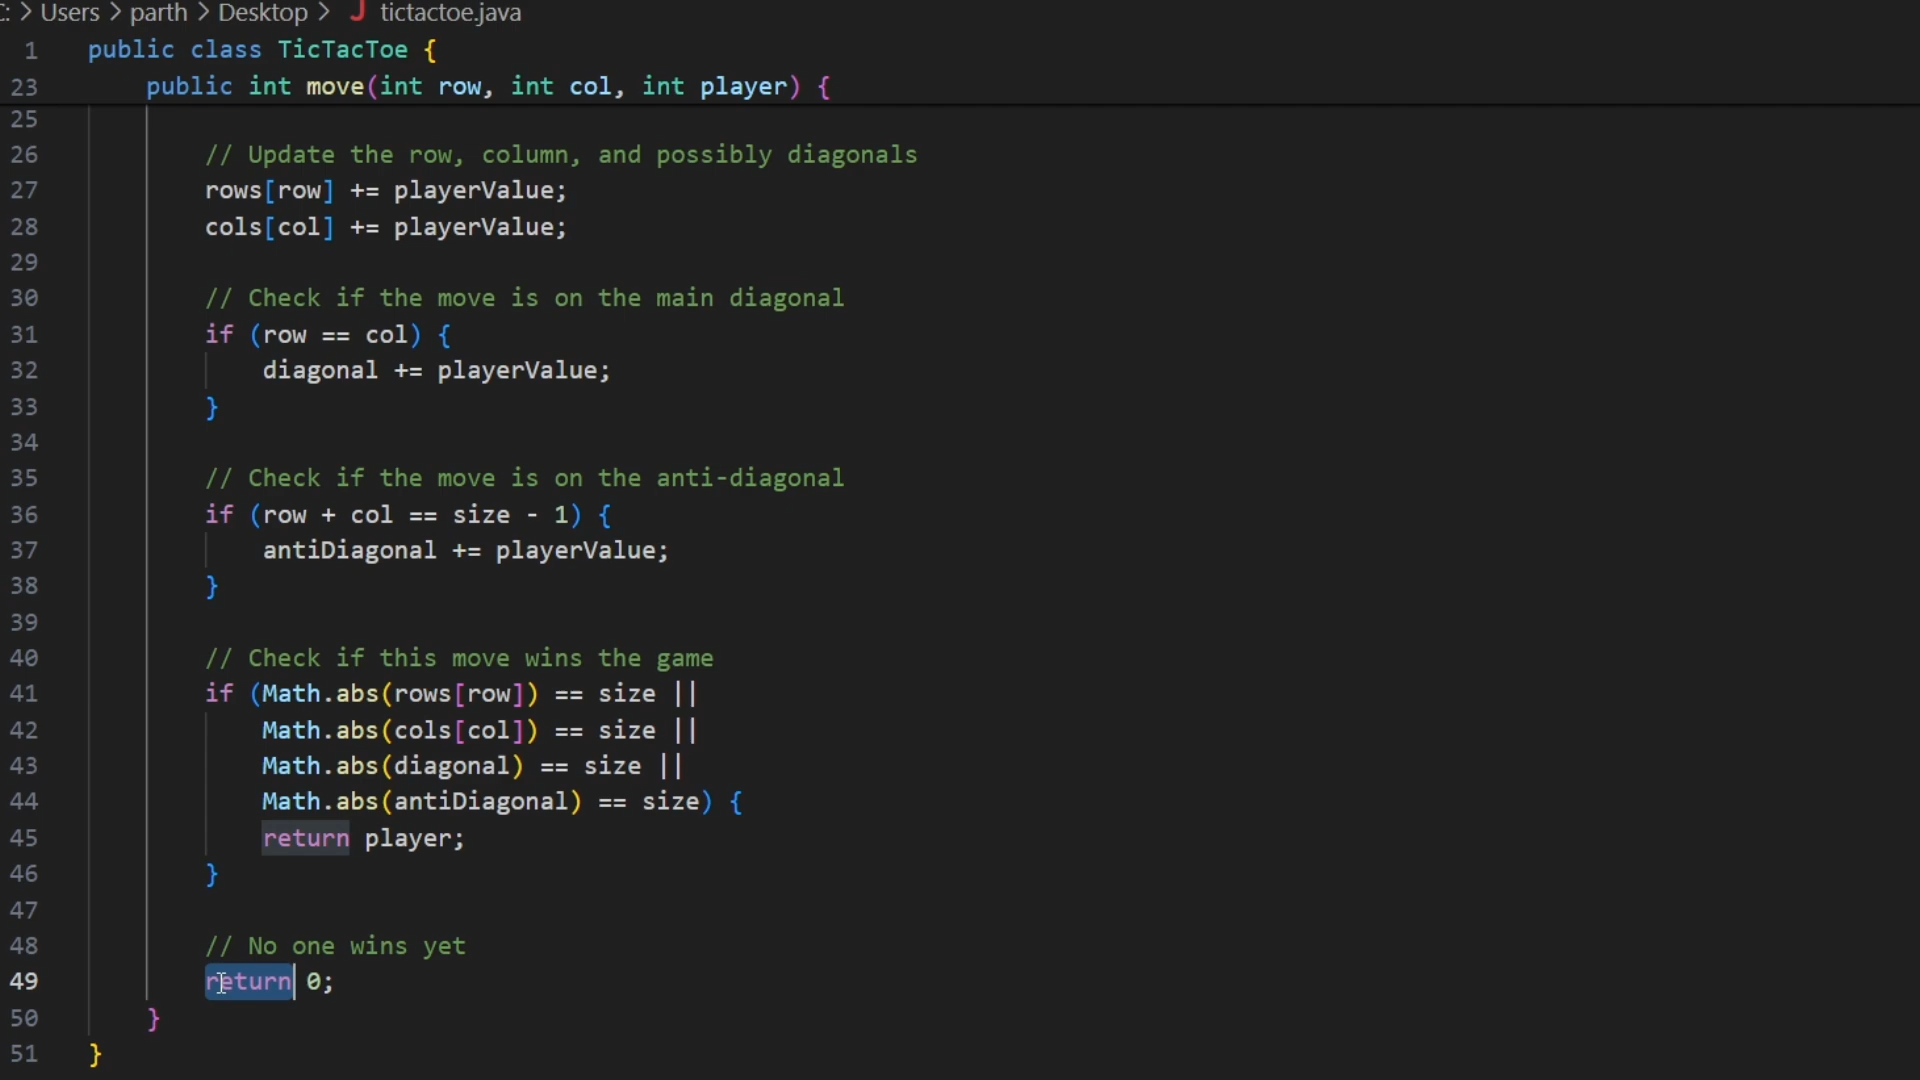 C: > Users > parth > Desktop > J tictactoe.java
1 public class TicTacToe {
23 public int move(int row, int col, int player) {
25
26 // Update the row, column, and possibly diagonals
27 rows[row] += playerValue;
28 cols[col] += playerValue;
29
30 // Check if the move is on the main diagonal
31 if (row == col) {
32 diagonal += playerValue;
33 }
34
35 // Check if the move is on the anti-diagonal
36 if (row + col == size - 1) {
37 antiDiagonal += playerValue;
38 }
39
40 // Check if this move wins the game
41 if (Math.abs(rows[row]) == size ||
42 Math.abs(cols[col]) == size ||
43 Math.abs(diagonal) == size ||
44 Math.abs(antiDiagonal) == size) {
45 return player;
46 }
47
48 // No one wins yet
49 return 0;
50 }
51 }